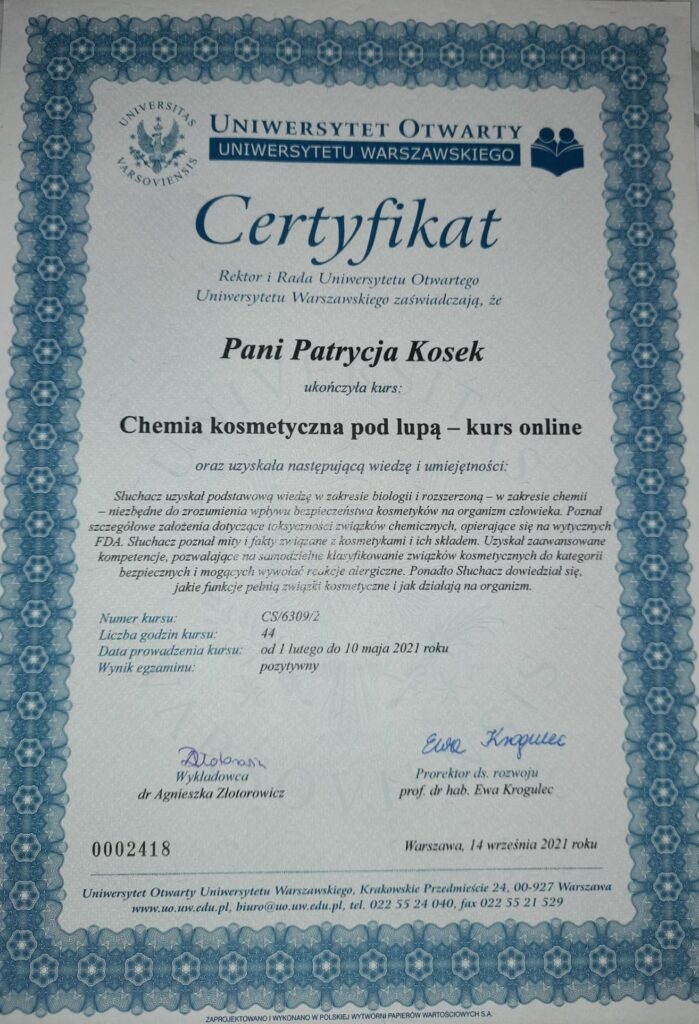 UNIVERSITAS
VARSOVIENSIS
UNIWERSYTET OTWARTY
UNIWERSYTETU WARSZAWSKIEGO
Certyfikat
Rektor i Rada Uniwersytetu Otwartego
Uniwersytetu Warszawskiego zaświadczają, że
Pani Patrycja Kosek
ukończyła kurs:
Chemia kosmetyczna pod lupą – kurs online
oraz uzyskała następującą wiedzę i umiejętności:
Słuchacz uzyskał podstawową wiedzę w zakresie biologii i rozszerzoną – w zakresie chemii
– niezbędne do zrozumienia wpływu bezpieczeństwa kosmetyków na organizm człowieka. Poznał
szczegółowe założenia dotyczące toksyczności związków chemicznych, opierające się na wytycznych
FDA. Słuchacz poznał mity i fakty związane z kosmetykami i ich składem. Uzyskał zaawansowane
kompetencje, pozwalające na samodzielne klasyfikowanie związków kosmetycznych do kategorii
bezpiecznych i mogących wywołać reakcje alergiczne. Ponadto Słuchacz dowiedział się,
jakie funkcje pełnią związki kosmetyczne i jak działają na organizm.
Numer kursu: CS/6309/2
Liczba godzin kursu: 44
Data prowadzenia kursu: od 1 lutego do 10 maja 2021 roku
Wynik egzaminu: pozytywny
Ewa Krogulec
Wykładowca
dr Agnieszka Złotorowicz
Prorektor ds. rozwoju
prof. dr hab. Ewa Krogulec
0002418
Warszawa, 14 września 2021 roku
Uniwersytet Otwarty Uniwersytetu Warszawskiego, Krakowskie Przedmieście 24, 00-927 Warszawa
www.uo.uw.edu.pl, biuro@uo.uw.edu.pl, tel. 022 55 24 040, fax 022 55 21 529
ZAPROJEKTOWANO I WYKONANO W POLSKIEJ WYTWÓRNI PAPIERÓW WARTOŚCIOWYCH S.A.